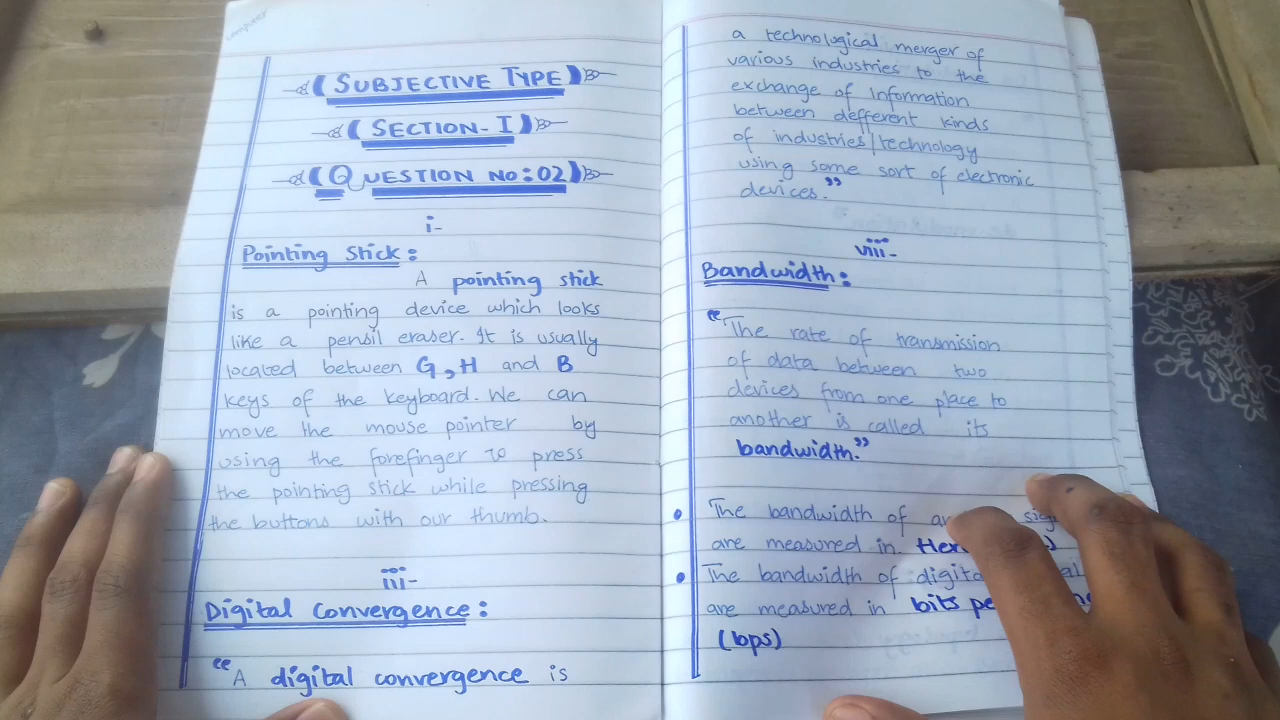 computer
SUBJECTIVE TYPE
SECTION-I
QUESTION NO:02
i-
Pointing Stick:
A pointing stick
is a pointing device which looks
like a pensil eraser. It is usually
located between G,H and B
keys of the keyboard. We can
move the mouse pointer by
using the forefinger to press
the pointing stick while pressing
the buttons with our thumb.
iii-
Digital Convergence:
“A digital convergence is
a technological merger of
various industries to the
exchange of Information
between defferent kinds
of industries/technology
using some sort of electronic
devices.”
viii-
Bandwidth:
“The rate of transmission
of data between two
devices from one place to
another is called its
bandwidth.”
• The bandwidth of
are measured in
• The bandwidth of
are measured in bits
(bps)